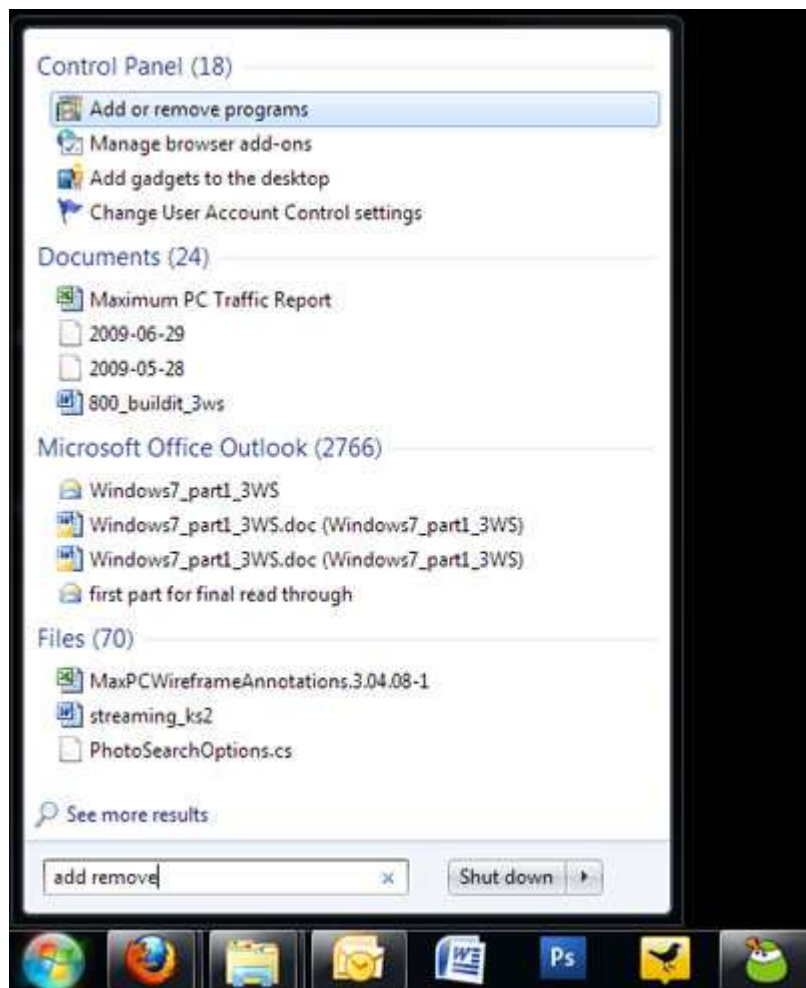 Control Panel (18)
Add or remove programs
Manage browser add-ons
Add gadgets to the desktop
Change User Account Control settings
Documents (24)
Maximum PC Traffic Report
2009-06-29
2009-05-28
800_buildit_3ws
Microsoft Office Outlook (2766)
Windows7_part1_3WS
Windows7_part1_3WS.doc (Windows7_part1_3WS)
Windows7_part1_3WS.doc (Windows7_part1_3WS)
first part for final read through
Files (70)
MaxPCWireframeAnnotations.3.04.08-1
streaming_ks2
PhotoSearchOptions.cs
See more results
add remove
Shut down
W Ps